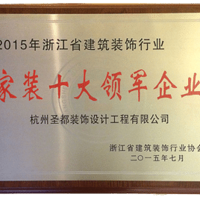 2015年浙江省建筑装饰行业
家装十大领军企业
杭州圣都装饰设计工程有限公司
浙江省建筑装饰行业协会
二〇一五年七月